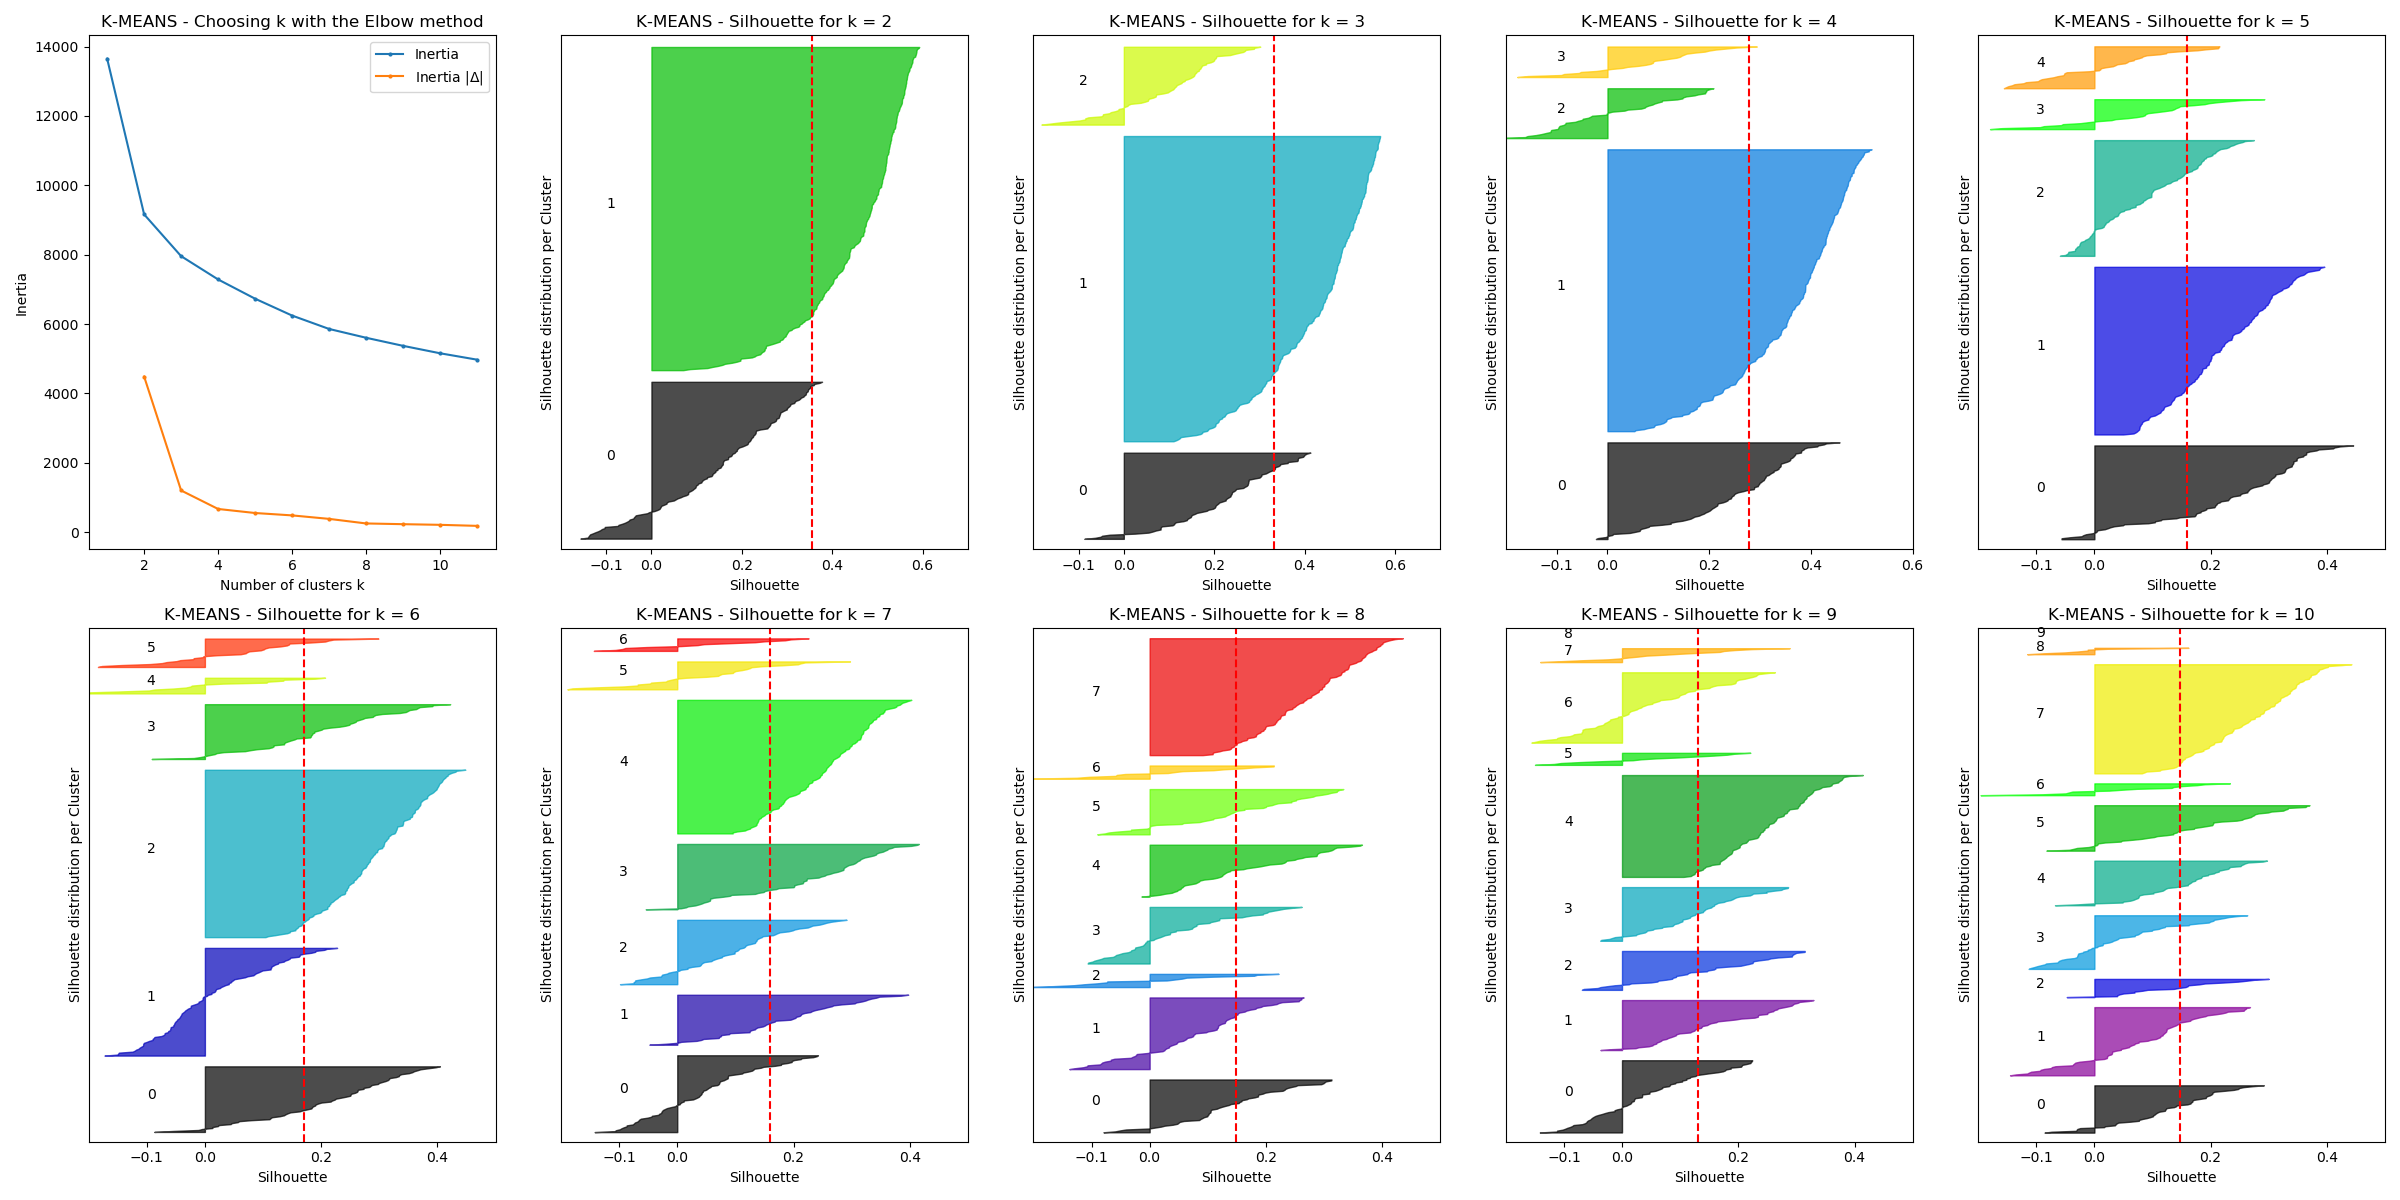 K-MEANS - Choosing k with the Elbow method
Inertia
Inertia |Δ|
14000
12000
10000
8000
6000
4000
2000
0
Inertia
2 4 6 8 10
Number of clusters k
K-MEANS - Silhouette for k = 2
Silhouette distribution per Cluster
1
0
−0.1 0.0 0.2 0.4 0.6
Silhouette
K-MEANS - Silhouette for k = 3
Silhouette distribution per Cluster
2
1
0
−0.1 0.0 0.2 0.4 0.6
Silhouette
K-MEANS - Silhouette for k = 4
Silhouette distribution per Cluster
3
2
1
0
−0.1 0.0 0.2 0.4 0.6
Silhouette
K-MEANS - Silhouette for k = 5
Silhouette distribution per Cluster
4
3
2
1
0
−0.1 0.0 0.2 0.4
Silhouette
K-MEANS - Silhouette for k = 6
Silhouette distribution per Cluster
5
4
3
2
1
0
−0.1 0.0 0.2 0.4
Silhouette
K-MEANS - Silhouette for k = 7
Silhouette distribution per Cluster
6
5
4
3
2
1
0
−0.1 0.0 0.2 0.4
Silhouette
K-MEANS - Silhouette for k = 8
Silhouette distribution per Cluster
7
6
5
4
3
2
1
0
−0.1 0.0 0.2 0.4
Silhouette
K-MEANS - Silhouette for k = 9
Silhouette distribution per Cluster
8
7
6
5
4
3
2
1
0
−0.1 0.0 0.2 0.4
Silhouette
K-MEANS - Silhouette for k = 10
Silhouette distribution per Cluster
9
8
7
6
5
4
3
2
1
0
−0.1 0.0 0.2 0.4
Silhouette